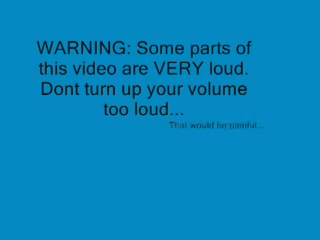 WARNING: Some parts of
this video are VERY loud.
Dont turn up your volume
too loud...
That would be painful...